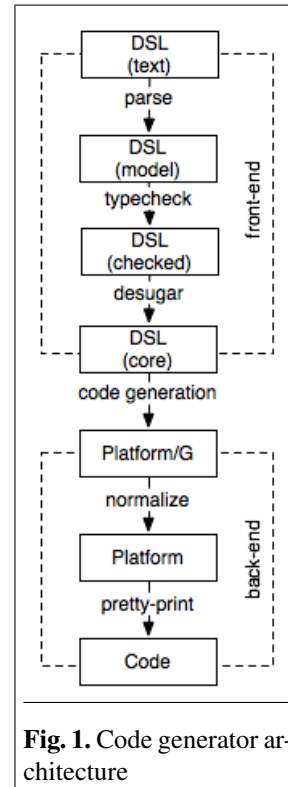 DSL
(text)
parse
DSL
(model)
typecheck
DSL
(checked)
desugar
DSL
(core)
front-end
code generation
Platform/G
normalize
Platform
pretty-print
Code
back-end
Fig. 1. Code generator ar-
chitecture